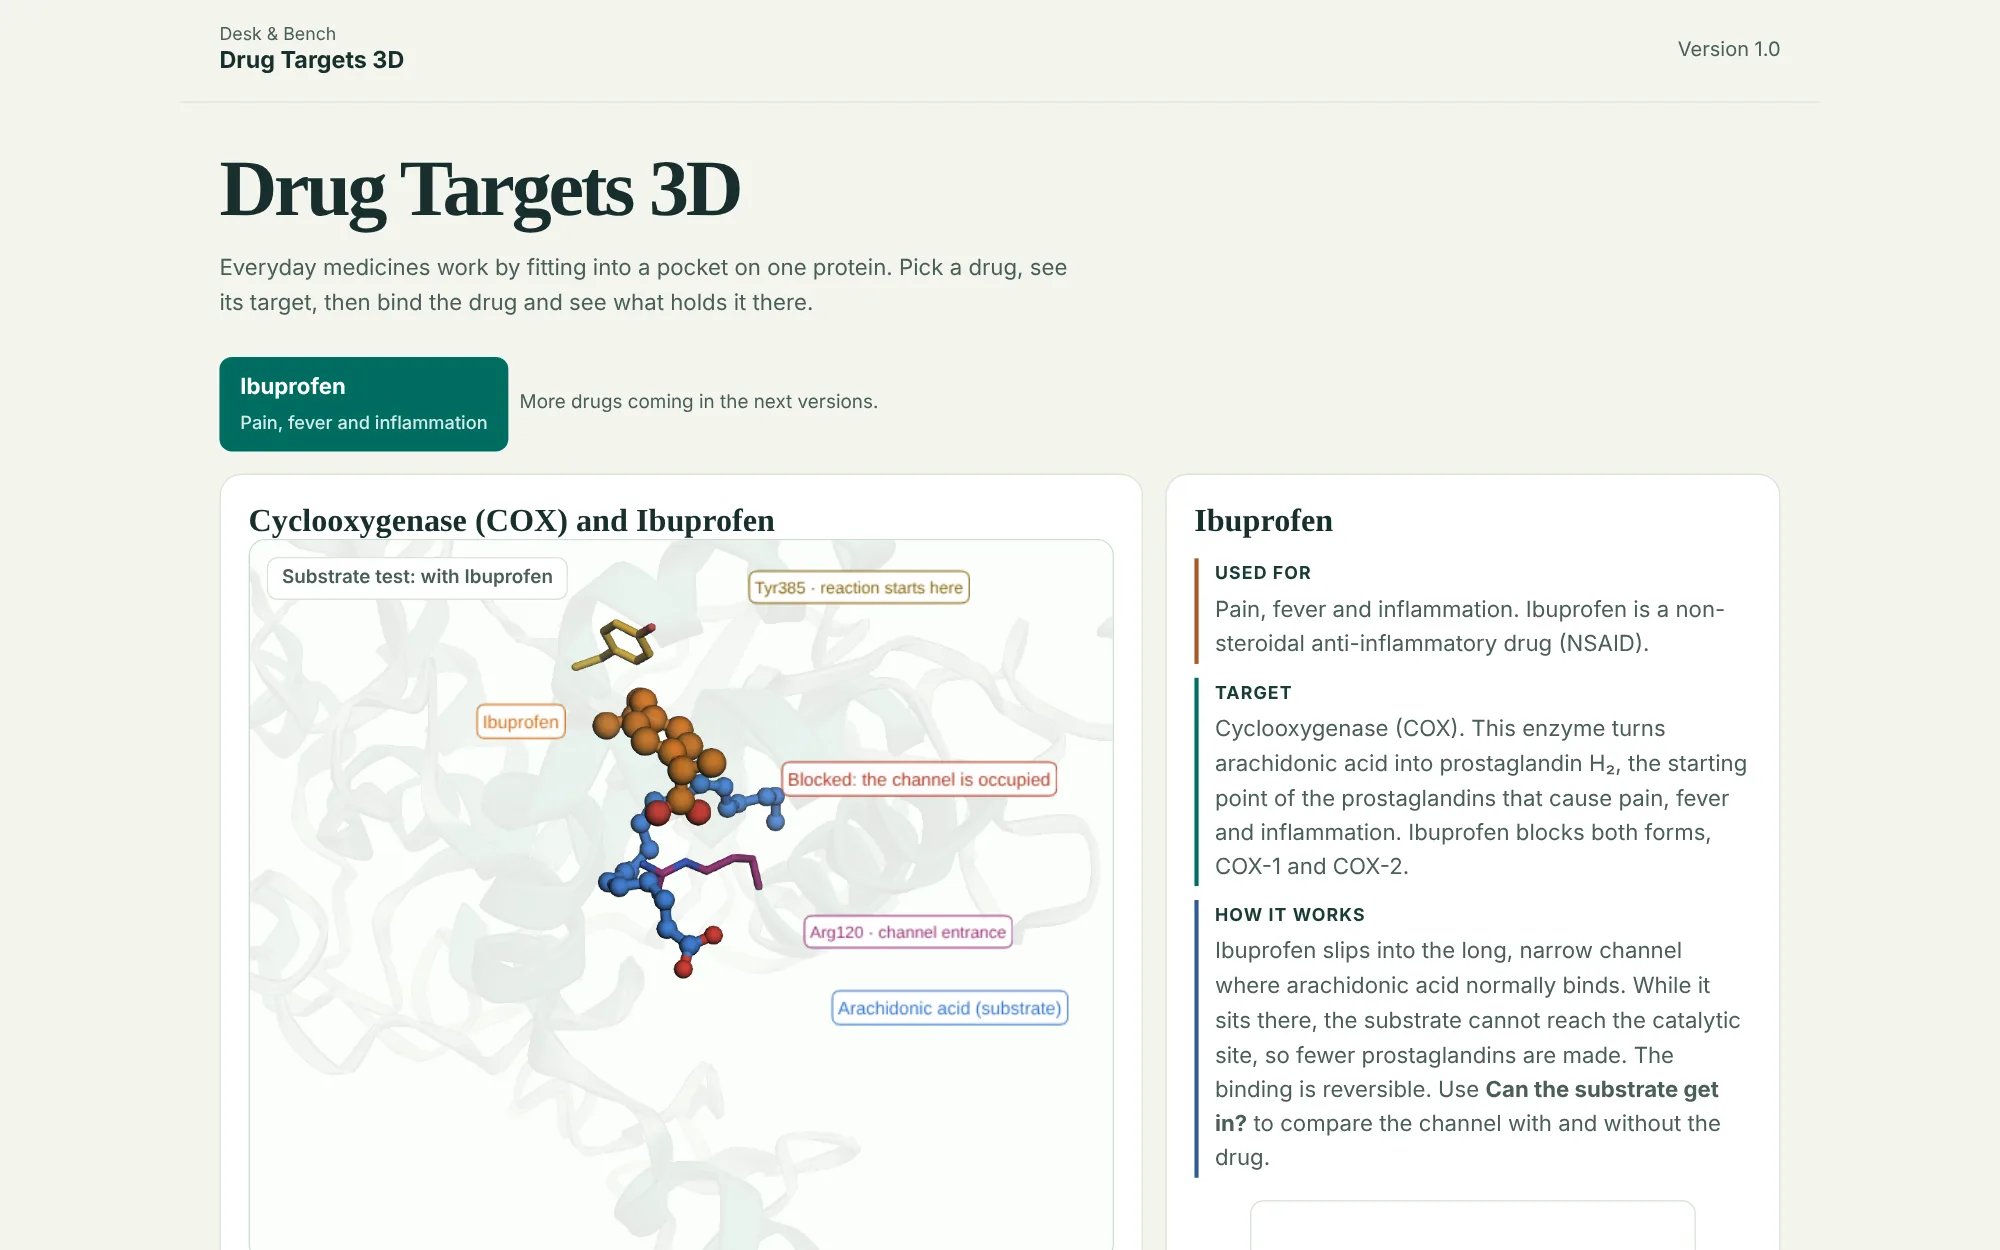 Desk & Bench
Drug Targets 3D
Version 1.0
Drug Targets 3D
Everyday medicines work by fitting into a pocket on one protein. Pick a drug, see
its target, then bind the drug and see what holds it there.
Ibuprofen
Pain, fever and inflammation
More drugs coming in the next versions.
Cyclooxygenase (COX) and Ibuprofen
Substrate test: with Ibuprofen
Tyr385 · reaction starts here
Ibuprofen
Blocked: the channel is occupied
Arg120 · channel entrance
Arachidonic acid (substrate)
Ibuprofen
USED FOR
Pain, fever and inflammation. Ibuprofen is a non-
steroidal anti-inflammatory drug (NSAID).
TARGET
Cyclooxygenase (COX). This enzyme turns
arachidonic acid into prostaglandin H₂, the starting
point of the prostaglandins that cause pain, fever
and inflammation. Ibuprofen blocks both forms,
COX-1 and COX-2.
HOW IT WORKS
Ibuprofen slips into the long, narrow channel
where arachidonic acid normally binds. While it
sits there, the substrate cannot reach the catalytic
site, so fewer prostaglandins are made. The
binding is reversible. Use Can the substrate get
in? to compare the channel with and without the
drug.